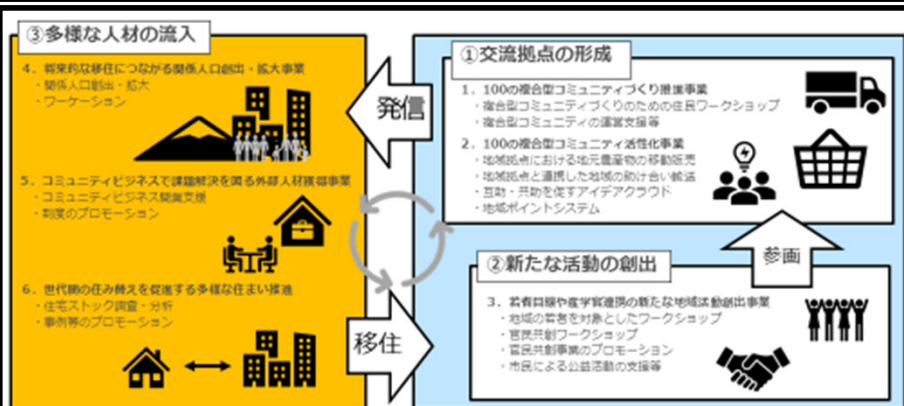 ③多様な人材の流入
4．将来的な移住につながる関係人口創出・拡大事業
・関係人口創出・拡大
・ワーケーション
5．コミュニティビジネスで課題解決を図る外部人材獲得事業
・コミュニティビジネス開業支援
・制度のプロモーション
6．世代間の住み替えを促進する多様な住まい推進
・住宅ストック調査・分析
・事例等のプロモーション
発信
移住
①交流拠点の形成
1．100の複合型コミュニティづくり推進事業
・複合型コミュニティづくりのための住民ワークショップ
・複合型コミュニティの運営支援等
2．100の複合型コミュニティ活性化事業
・地域拠点における地元農産物の移動販売
・地域拠点と連携した地域の助け合い輸送
・互助・共助を促すアイデアクラウド
・地域ポイントシステム
参画
②新たな活動の創出
3．若者目線や産学官連携の新たな地域活動創出事業
・地域の若者を対象としたワークショップ
・官民共創ワークショップ
・官民共創事業のプロモーション
・市民による公益活動の支援等